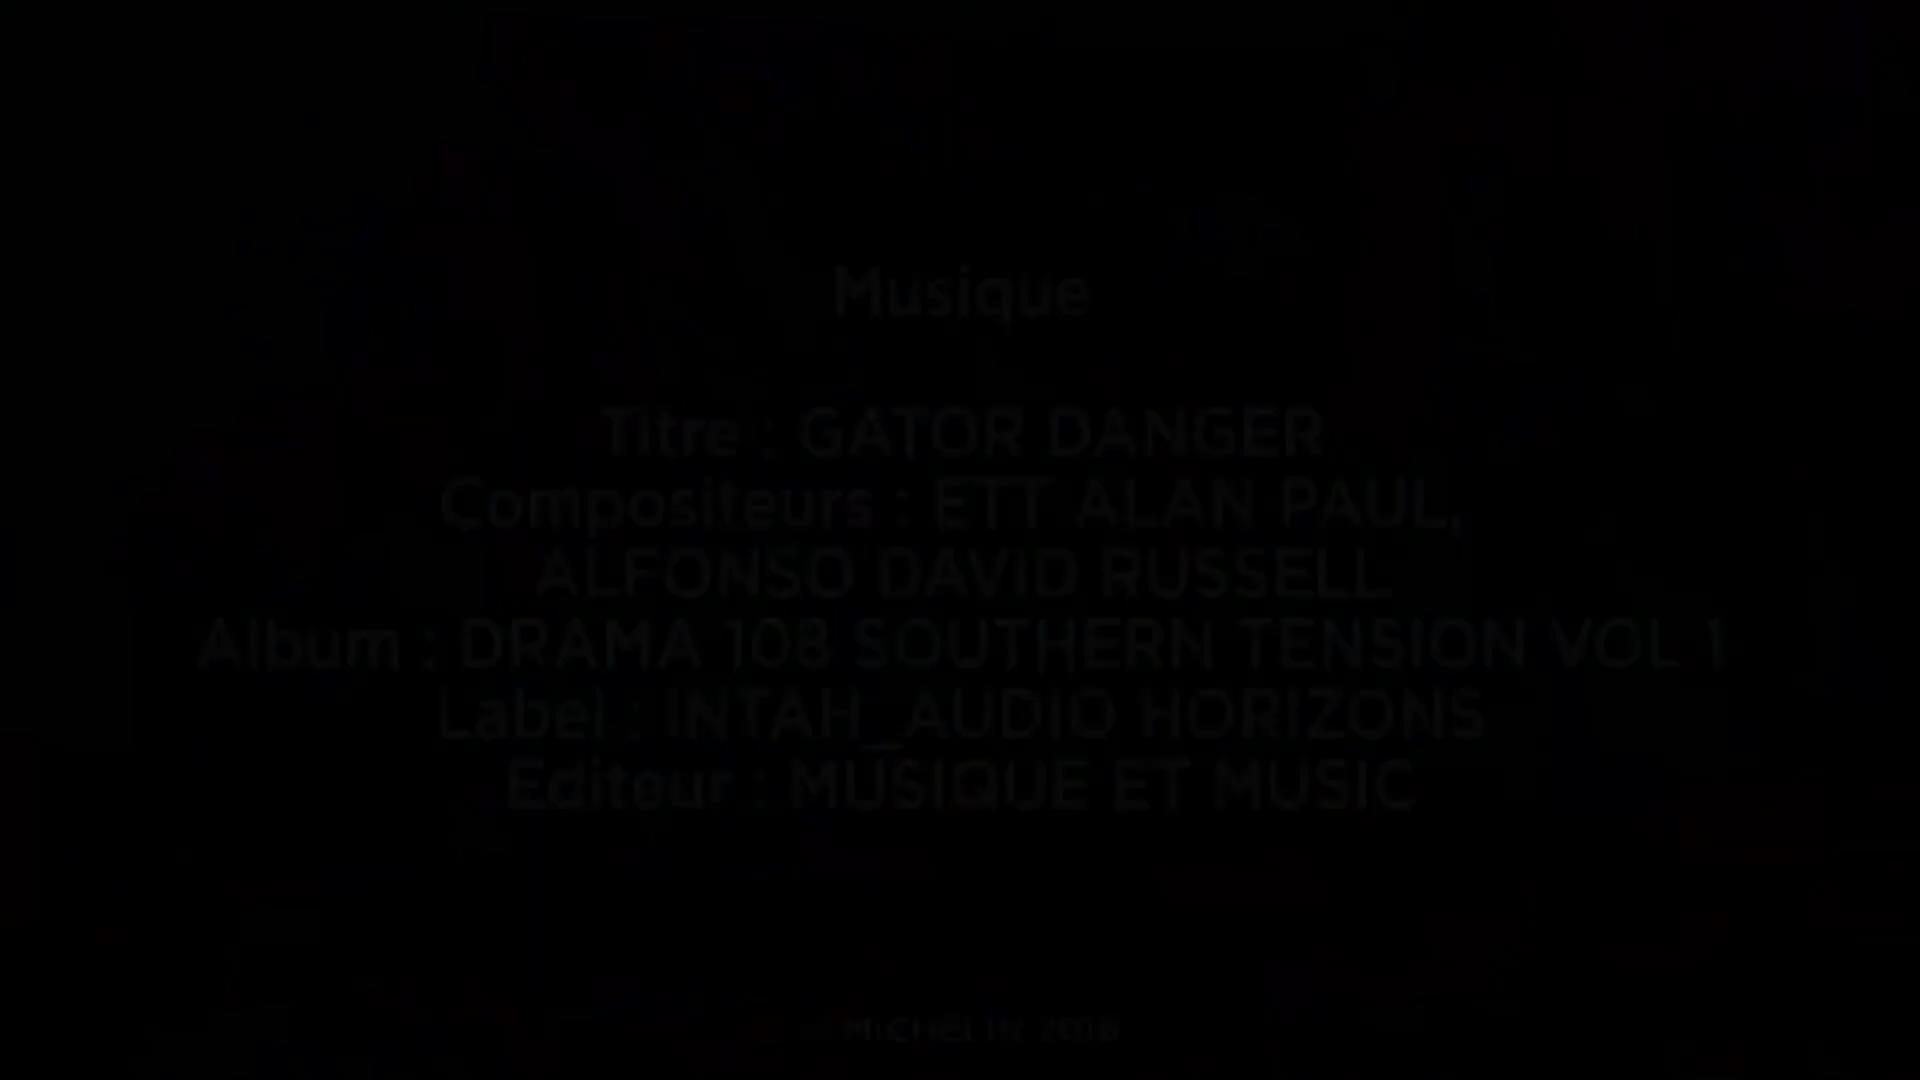 Musique
Titre : GATOR DANGER
Compositeurs : ETT ALAN PAUL,
ALFONSO DAVID RUSSELL
Album : DRAMA 108 SOUTHERN TENSION VOL 1
Label : INTAH_AUDIO HORIZONS
Editeur : MUSIQUE ET MUSIC
MICHELIN